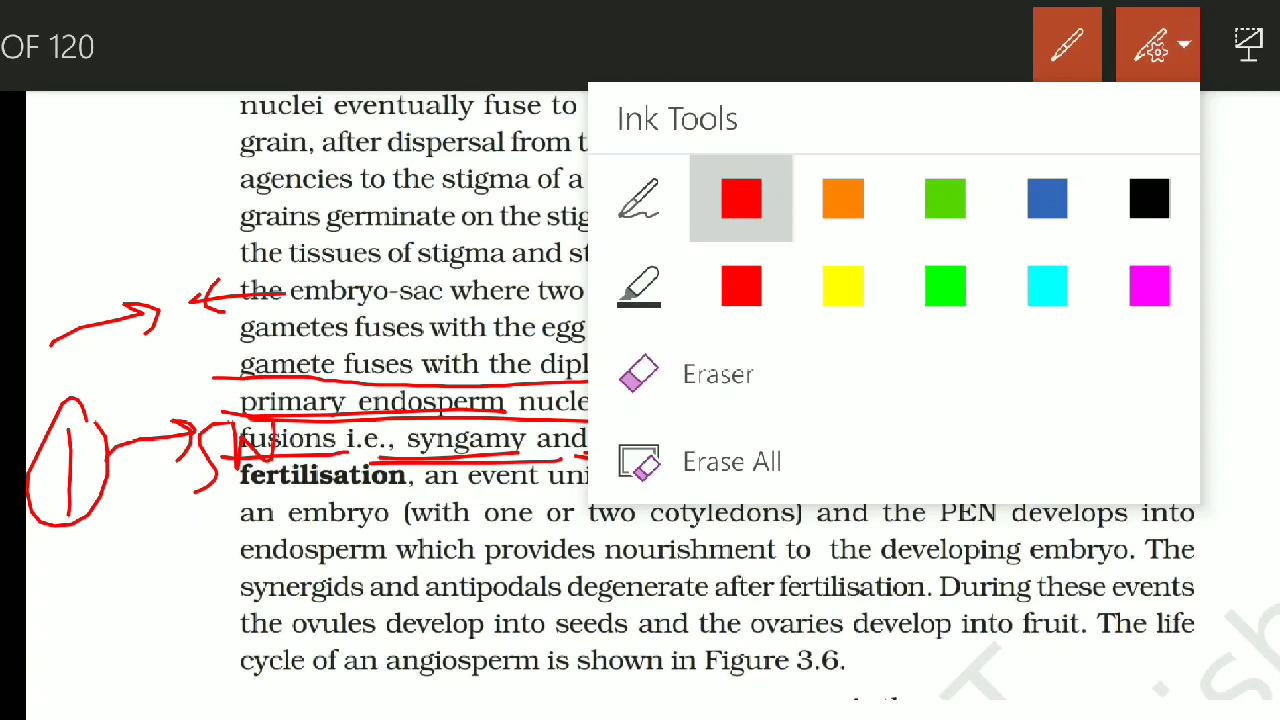 OF 120
Ink Tools
Eraser
Erase All
nuclei eventually fuse to
grain, after dispersal from
agencies to the stigma of a
grains germinate on the
the tissues of stigma and
the embryo-sac where two
gametes fuses with the egg
gamete fuses with the
primary endosperm
fusions i.e., syngamy and
fertilisation, an event
an embryo (with one or two cotyledons) and the PEN develops into
endosperm which provides nourishment to the developing embryo. The
synergids and antipodals degenerate after fertilisation. During these events
the ovules develop into seeds and the ovaries develop into fruit. The life
cycle of an angiosperm is shown in Figure 3.6.